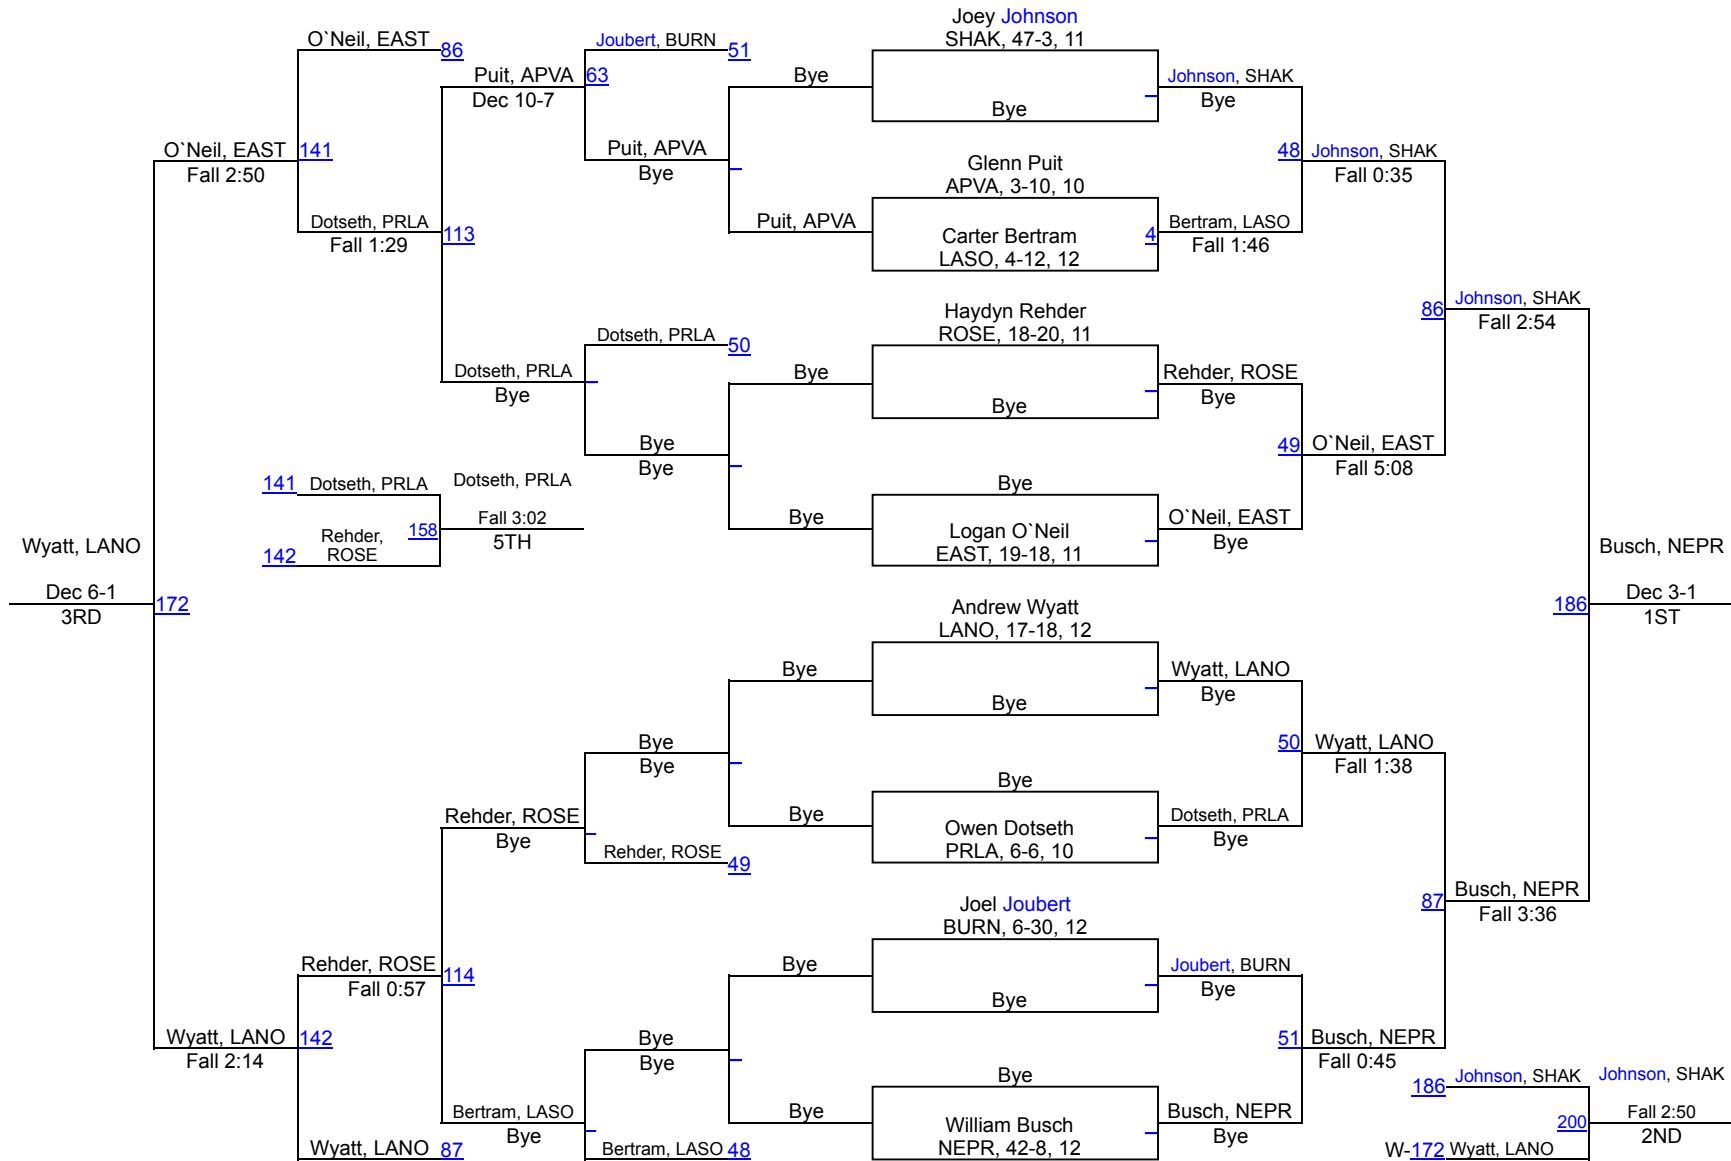 Joey Johnson
SHAK, 47-3, 11
Bye
Glenn Puit
APVA, 3-10, 10
Carter Bertram
LASO, 4-12, 12
4
Haydyn Rehder
ROSE, 18-20, 11
Bye
Bye
Logan O`Neil
EAST, 19-18, 11
Andrew Wyatt
LANO, 17-18, 12
Bye
Bye
Owen Dotseth
PRLA, 6-6, 10
Joel Joubert
BURN, 6-30, 12
Bye
Bye
William Busch
NEPR, 42-8, 12
Johnson, SHAK
Bye
48
Bertram, LASO
Fall 1:46
Rehder, ROSE
Bye
49
O`Neil, EAST
Bye
Wyatt, LANO
Bye
50
Dotseth, PRLA
Bye
Joubert, BURN
Bye
51
Busch, NEPR
Bye
Johnson, SHAK
Fall 0:35
86
O`Neil, EAST
Fall 5:08
Wyatt, LANO
Fall 1:38
87
Busch, NEPR
Fall 0:45
Johnson, SHAK
Fall 2:54
186
Busch, NEPR
Fall 3:36
Busch, NEPR
Dec 3-1
1ST
186 Johnson, SHAK
Johnson, SHAK
200
Fall 2:50
2ND
W-172 Wyatt, LANO
Bye
Puit, APVA
Bye
Bye
Bye
Bye
Bye
Bye
Joubert, BURN 51
Puit, APVA
Bye
Dotseth, PRLA 50
Bye
Bye
Bye
Bye
Rehder, ROSE 49
Bye
Bye
Bertram, LASO 48
Puit, APVA 63
Dec 10-7
Dotseth, PRLA
Bye
Rehder, ROSE
Bye
Bertram, LASO
Bye
O`Neil, EAST 86
Dotseth, PRLA 113
Fall 1:29
Rehder, ROSE 114
Fall 0:57
Wyatt, LANO 87
O`Neil, EAST 141
Fall 2:50
Wyatt, LANO 142
Fall 2:14
141 Dotseth, PRLA
Dotseth, PRLA
Rehder,
ROSE
158
Fall 3:02
5TH
142
Wyatt, LANO
Dec 6-1
172
3RD